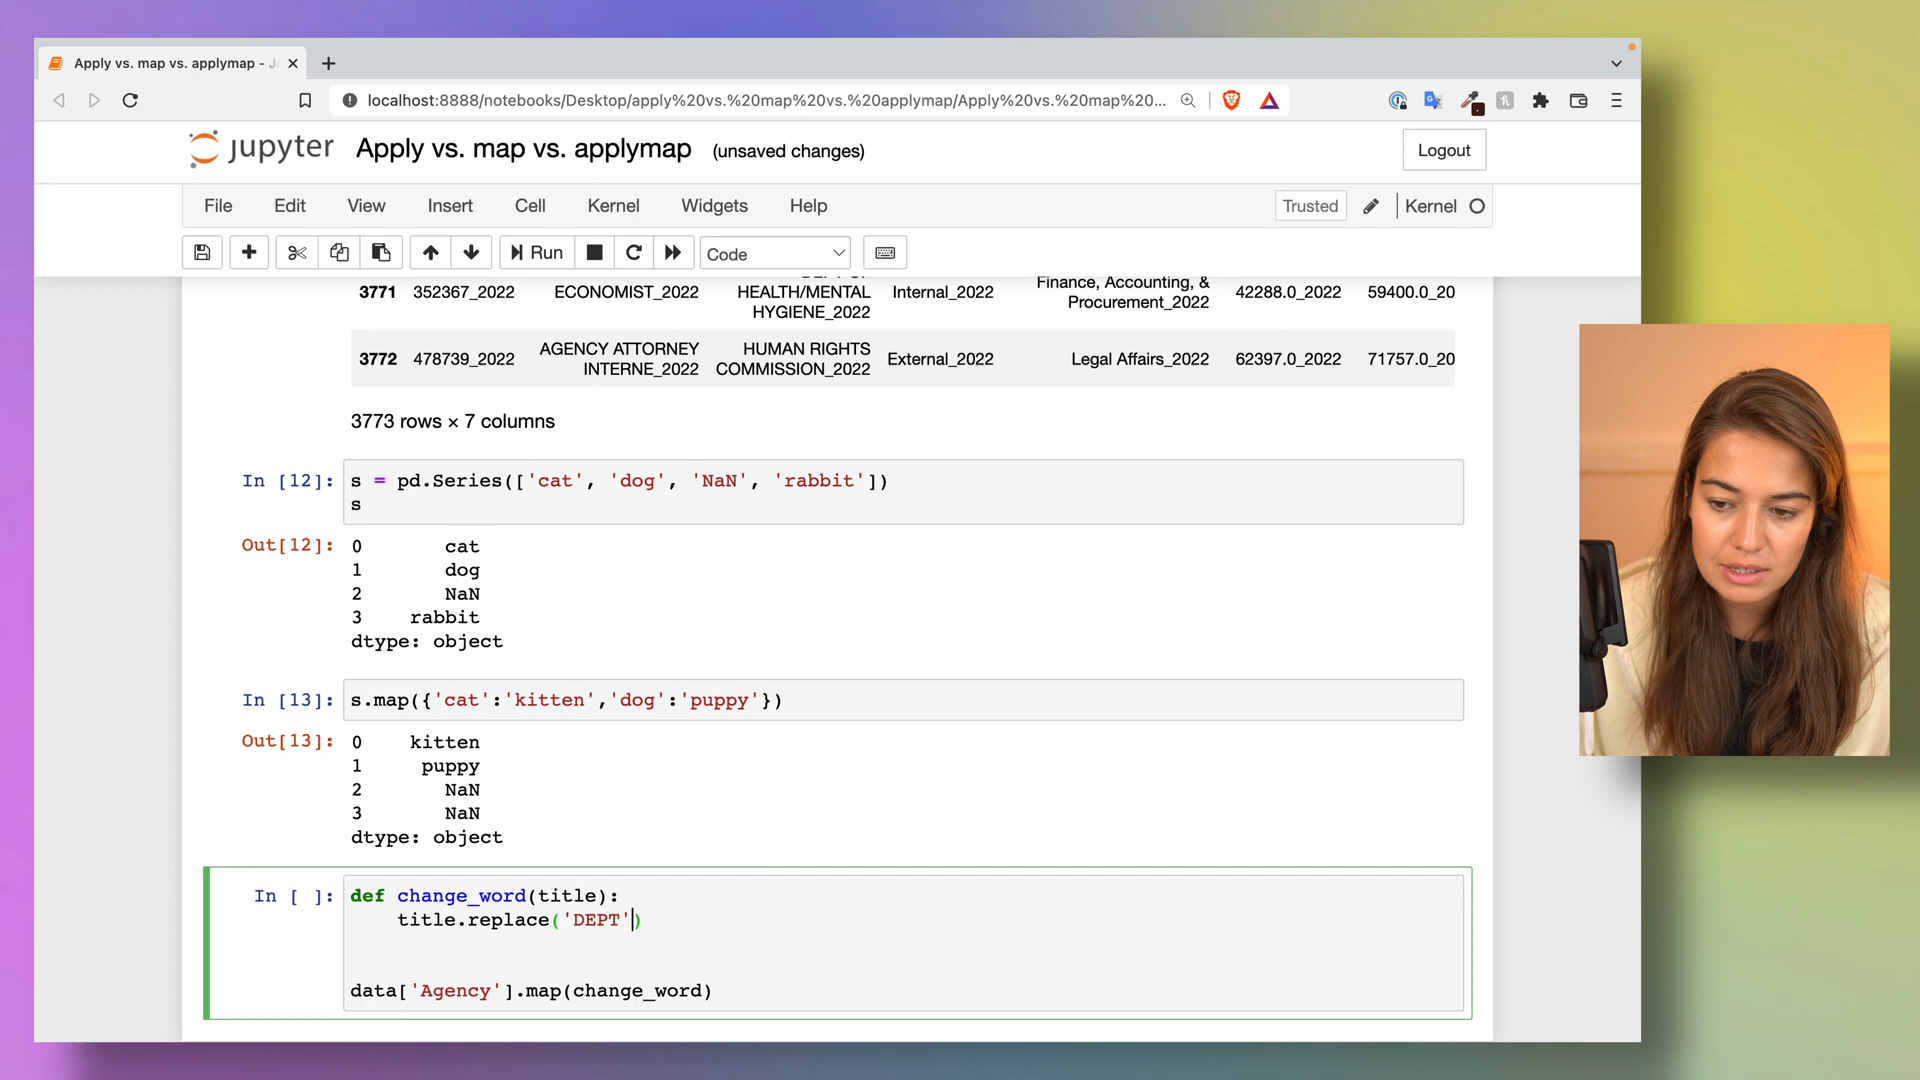 Apply vs. map vs. applymap - J
localhost:8888/notebooks/Desktop/apply%20vs.%20map%20vs.%20applymap/Apply%20vs.%20map%20...
jupyter Apply vs. map vs. applymap (unsaved changes)
Logout
File Edit View Insert Cell Kernel Widgets Help
Trusted Kernel
Run Code
3771 352367_2022 ECONOMIST_2022 HEALTH/MENTAL HYGIENE_2022 Internal_2022 Finance, Accounting, & Procurement_2022 42288.0_2022 59400.0_20
3772 478739_2022 AGENCY ATTORNEY INTERNE_2022 HUMAN RIGHTS COMMISSION_2022 External_2022 Legal Affairs_2022 62397.0_2022 71757.0_20
3773 rows × 7 columns
In [12]: s = pd.Series(['cat', 'dog', 'NaN', 'rabbit'])
s
Out[12]: 0 cat
1 dog
2 NaN
3 rabbit
dtype: object
In [13]: s.map({'cat':'kitten','dog':'puppy'})
Out[13]: 0 kitten
1 puppy
2 NaN
3 NaN
dtype: object
In [ ]: def change_word(title):
title.replace('DEPT')
data['Agency'].map(change_word)